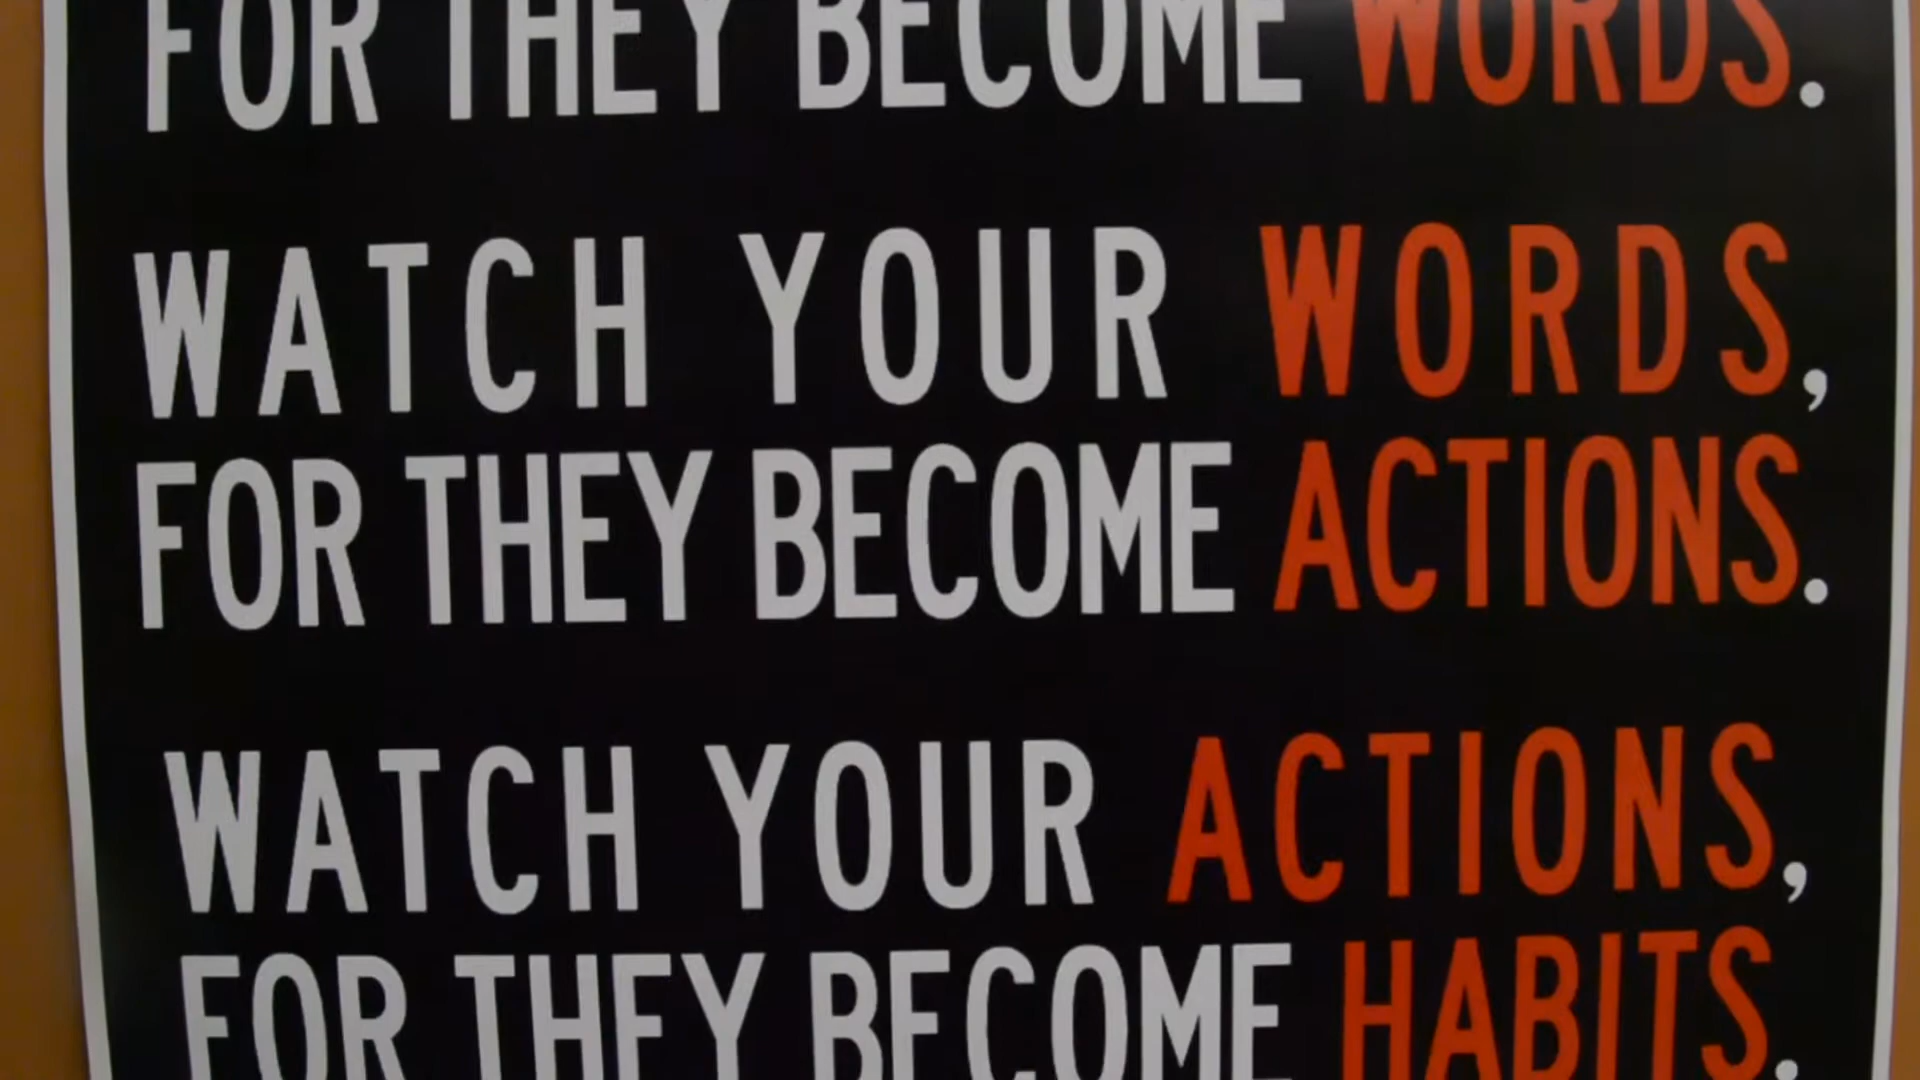 FOR THEY BECOME WORDS.
WATCH YOUR WORDS,
FOR THEY BECOME ACTIONS.
WATCH YOUR ACTIONS,
FOR THEY BECOME HABITS.